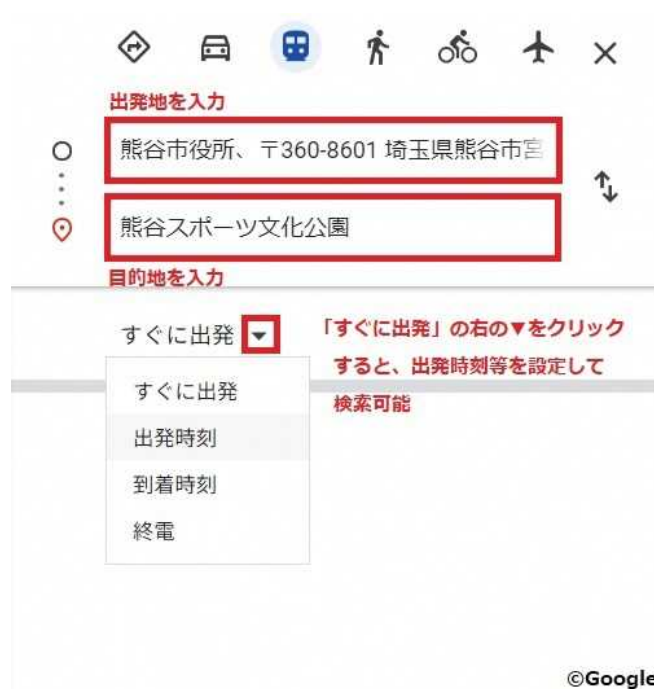 出発地を入力
熊谷市役所、〒360-8601 埼玉県熊谷市宮
熊谷スポーツ文化公園
目的地を入力
すぐに出発
「すぐに出発」の右の▼をクリック
すると、出発時刻等を設定して
検索可能
すぐに出発
出発時刻
到着時刻
終電
©Google